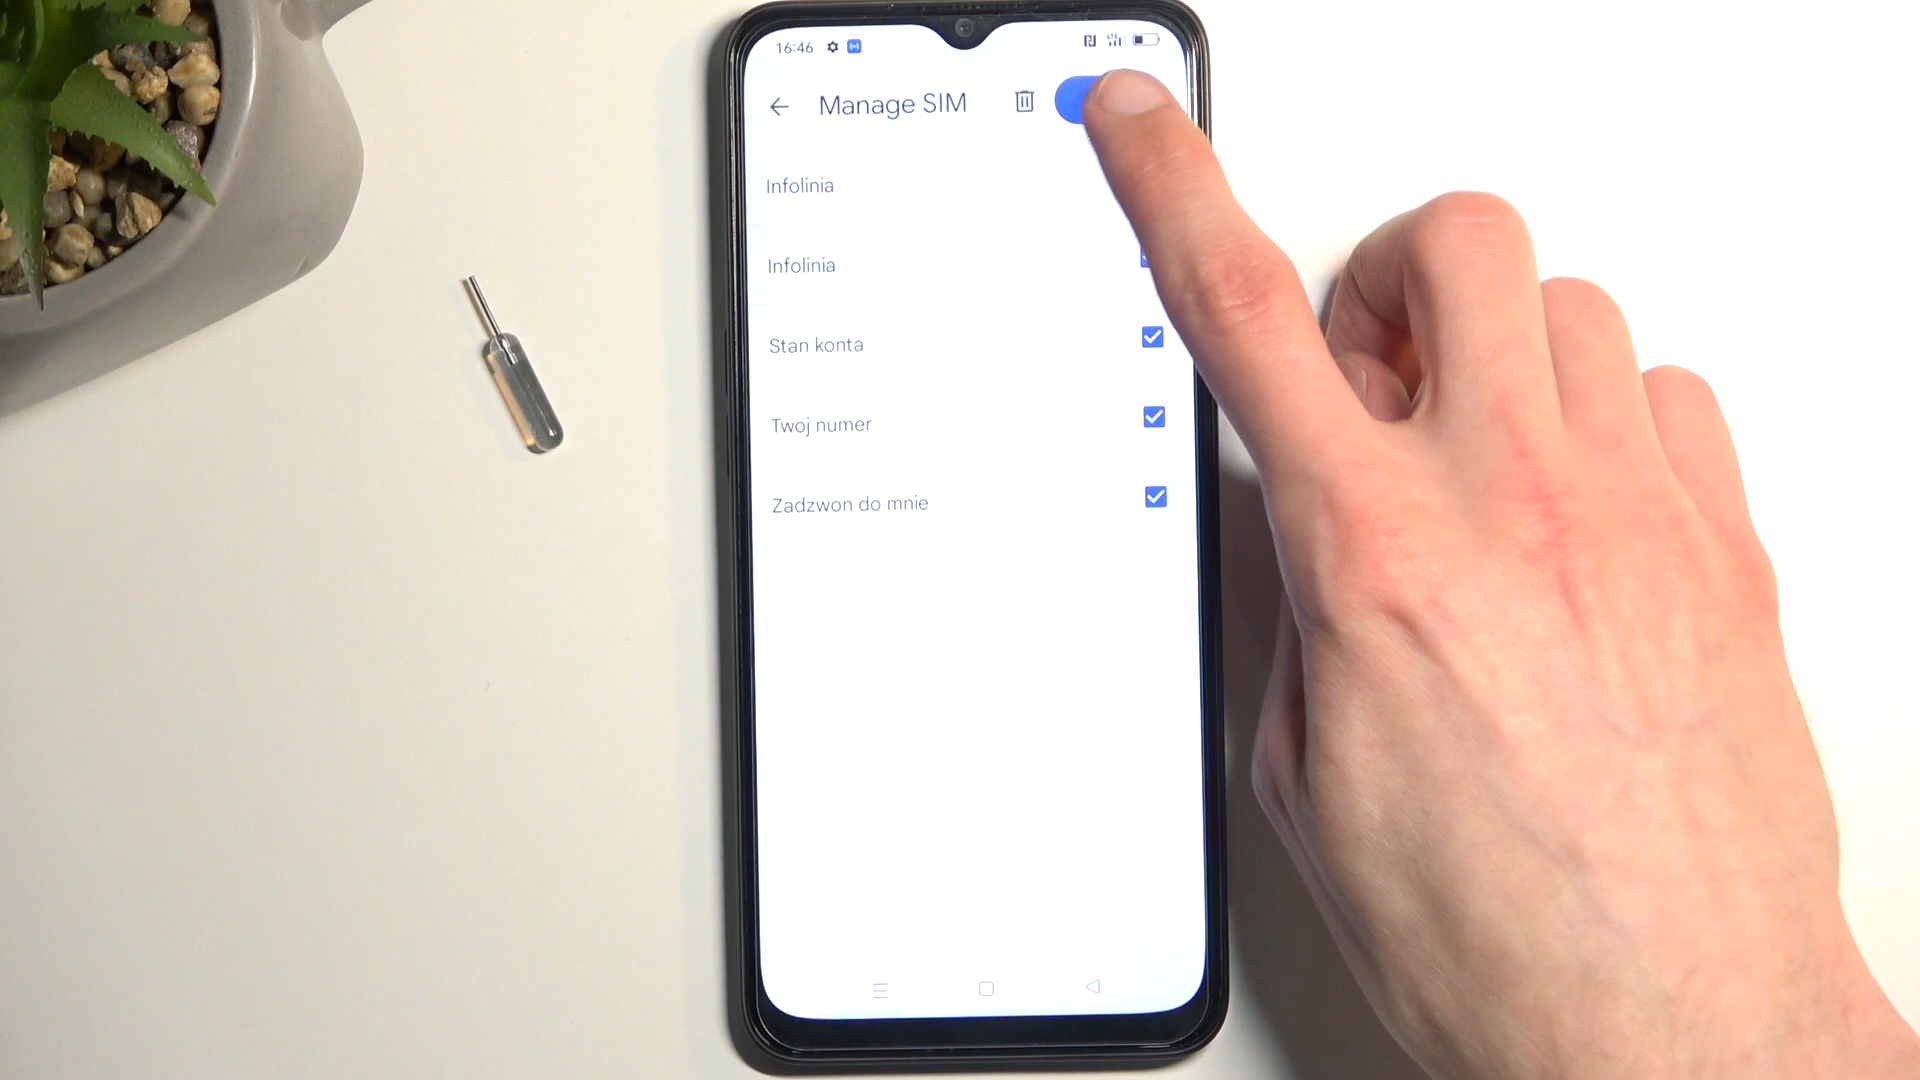 16:46
Manage SIM
Infolinia
Infolinia
Stan konta
Twoj numer
Zadzwon do mnie